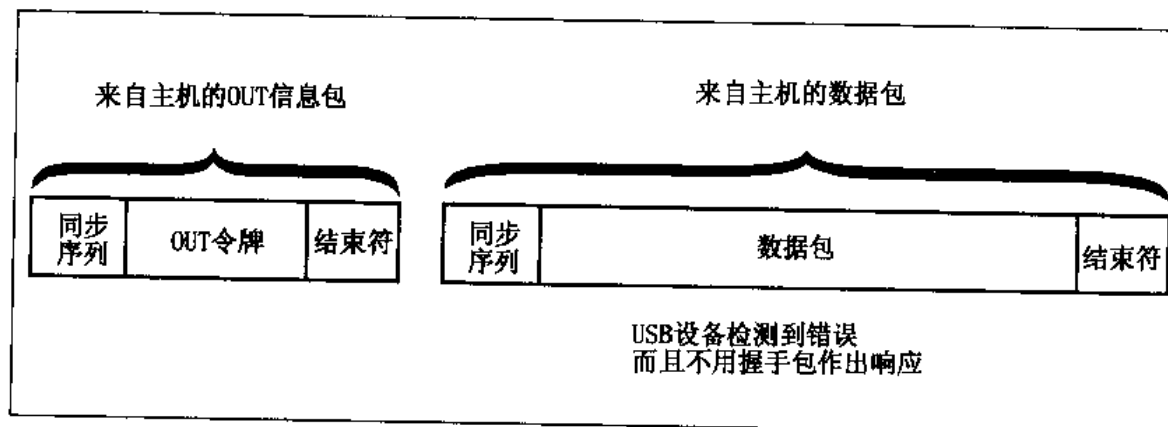 来自主机的OUT信息包
来自主机的数据包
同步
序列
OUT令牌
结束符
同步
序列
数据包
结束符
USB设备检测到错误
而且不用握手包作出响应